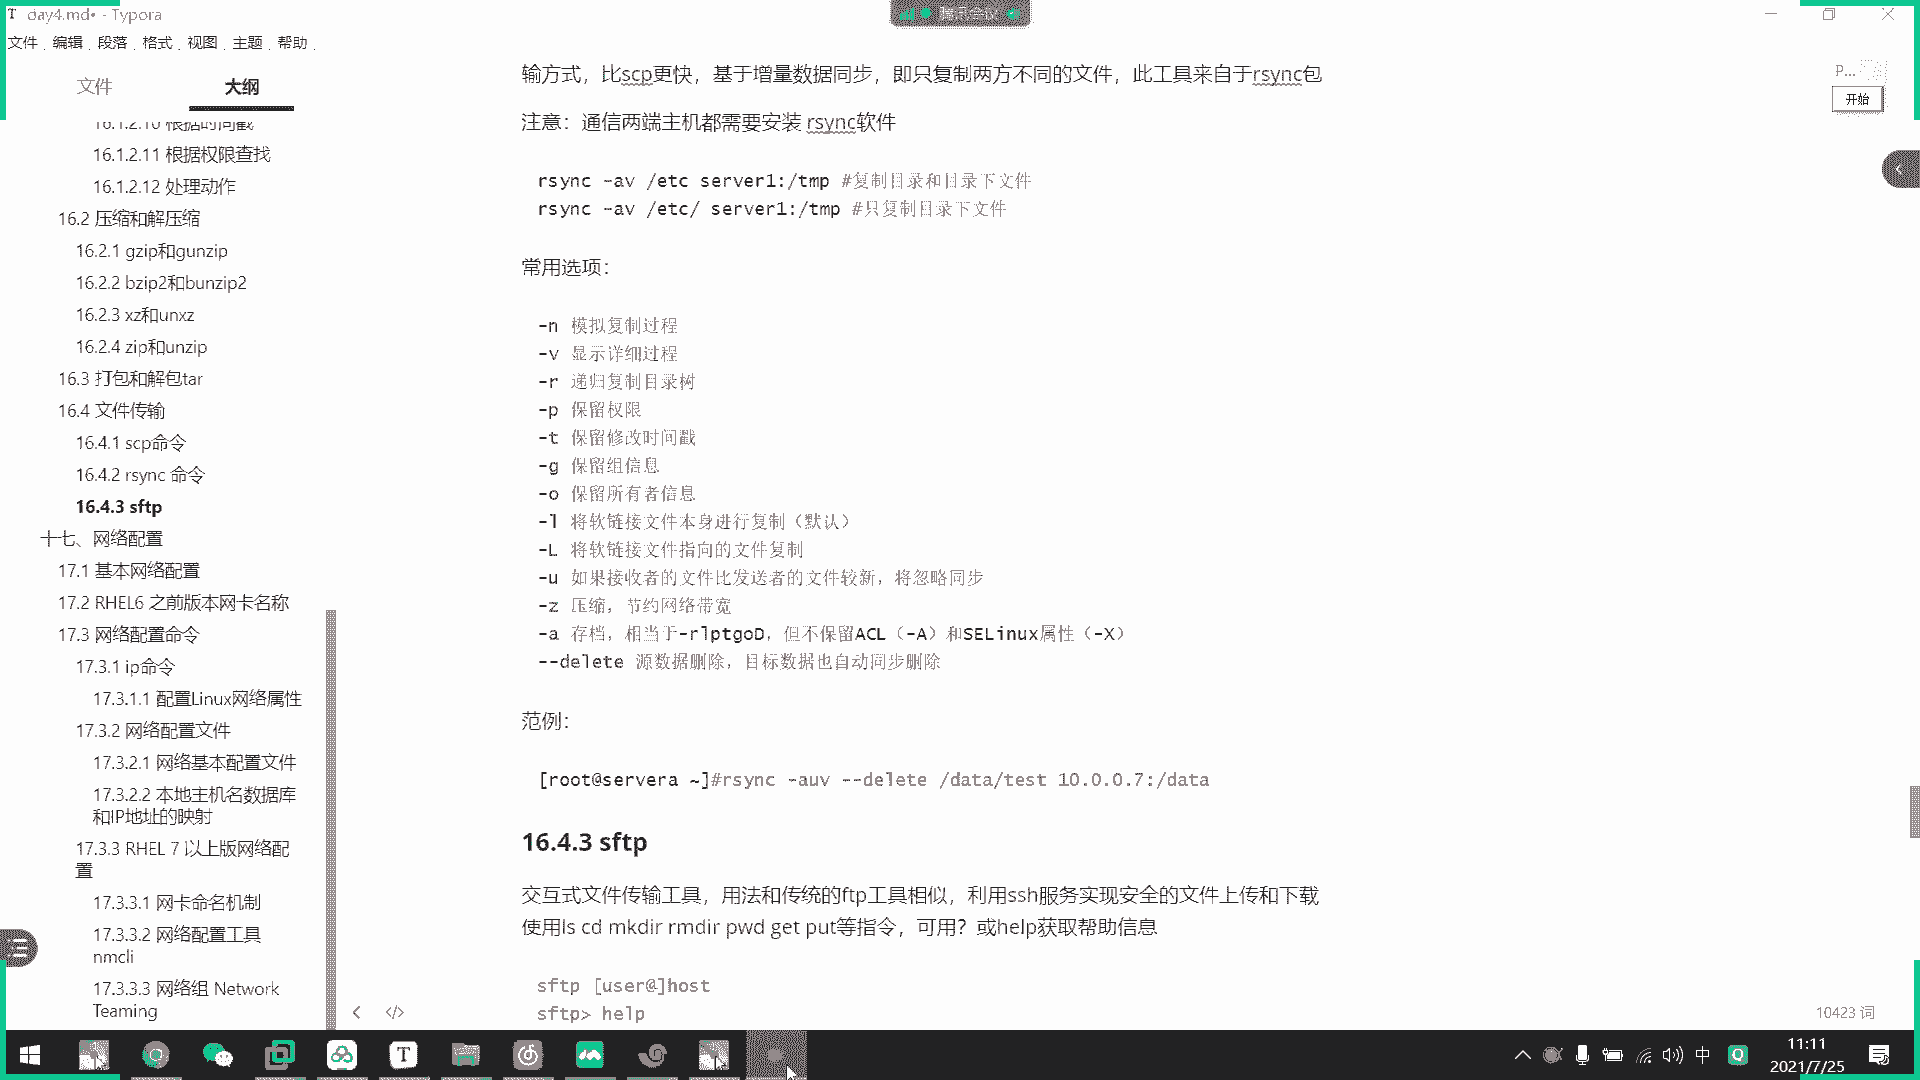 day4.md• - Typora
腾讯会议
文件 编辑 段落 格式 视图 主题 帮助
文件
大纲
16.1.2.10 根据时间戳
16.1.2.11 根据权限查找
16.1.2.12 处理动作
16.2 压缩和解压缩
16.2.1 gzip和gunzip
16.2.2 bzip2和bunzip2
16.2.3 xz和unxz
16.2.4 zip和unzip
16.3 打包和解包tar
16.4 文件传输
16.4.1 scp命令
16.4.2 rsync 命令
16.4.3 sftp
十七、网络配置
17.1 基本网络配置
17.2 RHEL6 之前版本网卡名称
17.3 网络配置命令
17.3.1 ip命令
17.3.1.1 配置Linux网络属性
17.3.2 网络配置文件
17.3.2.1 网络基本配置文件
17.3.2.2 本地主机名数据库
和IP地址的映射
17.3.3 RHEL 7 以上版网络配
置
17.3.3.1 网卡命名机制
17.3.3.2 网络配置工具
nmcli
17.3.3.3 网络组 Network
Teaming
输方式，比scp更快，基于增量数据同步，即只复制两方不同的文件，此工具来自于rsync包
注意：通信两端主机都需要安装 rsync软件
rsync -av /etc server1:/tmp #复制目录和目录下文件
rsync -av /etc/ server1:/tmp #只复制目录下文件
常用选项：
-n 模拟复制过程
-v 显示详细过程
-r 递归复制目录树
-p 保留权限
-t 保留修改时间戳
-g 保留组信息
-o 保留所有者信息
-l 将软链接文件本身进行复制（默认）
-L 将软链接文件指向的文件复制
-u 如果接收者的文件比发送者的文件较新，将忽略同步
-z 压缩，节约网络带宽
-a 存档，相当于-rlptgoD，但不保留ACL（-A）和SELinux属性（-X）
--delete 源数据删除，目标数据也自动同步删除
范例：
[root@servera ~]#rsync -auv --delete /data/test 10.0.0.7:/data
16.4.3 sftp
交互式文件传输工具，用法和传统的ftp工具相似，利用ssh服务实现安全的文件上传和下载
使用ls cd mkdir rmdir pwd get put等指令，可用？或help获取帮助信息
sftp [user@]host
sftp> help
P...
开始
10423 词
中
11:11
2021/7/25